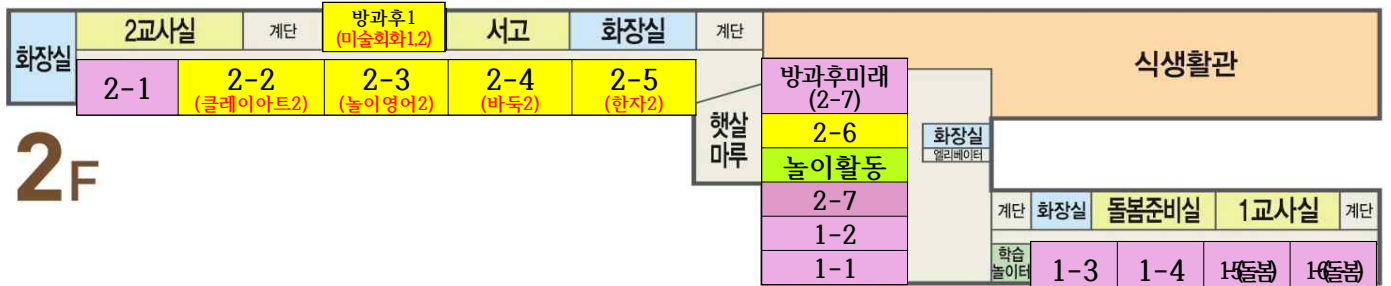 화장실
2교사실
계단
방과후1
(미술회화1,2)
서고
화장실
계단
식생활관
2-1
2-2
(클레이아트2)
2-3
(놀이영어2)
2-4
(바둑2)
2-5
(한자2)
햇살
마루
방과후미래
(2-7)
2-6
놀이활동
2-7
1-2
1-1
화장실
엘리베이터
2F
계단
화장실
돌봄준비실
1교사실
계단
학습
놀이터
1-3
1-4
1-5(돌봄)
1-6(돌봄)